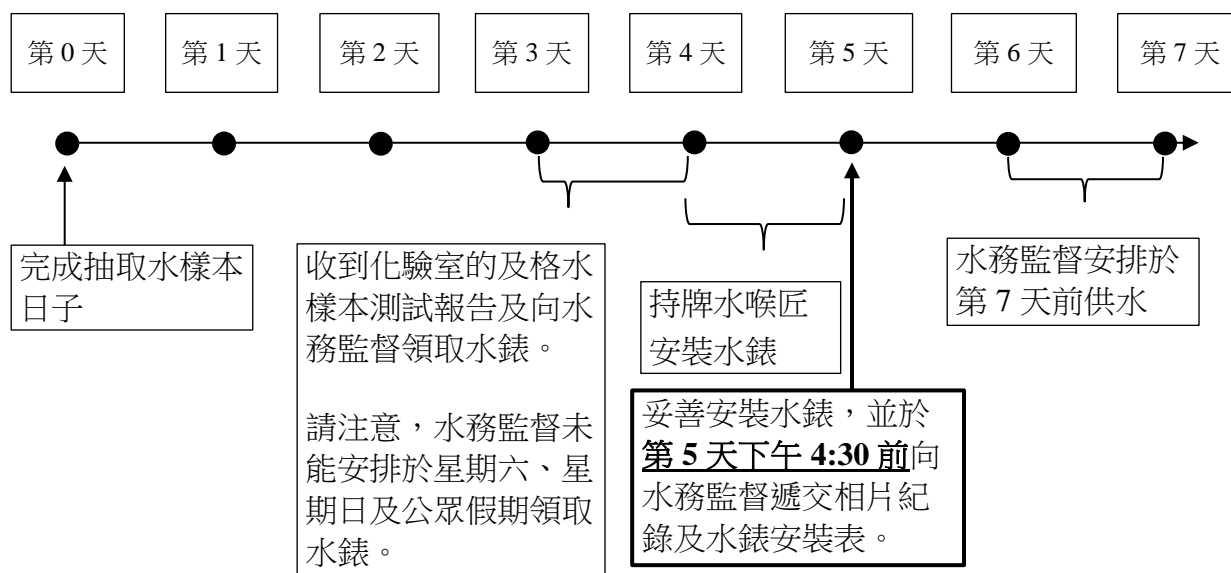 第 0 天
第 1 天
第 2 天
第 3 天
第 4 天
第 5 天
第 6 天
第 7 天
完成抽取水樣本
日子
收到化驗室的及格水
樣本測試報告及向水
務監督領取水錶。
請注意，水務監督未
能安排於星期六、星
期日及公眾假期領取
水錶。
持牌水喉匠
安裝水錶
妥善安裝水錶，並於
第 5 天下午 4:30 前向
水務監督遞交相片紀
錄及水錶安裝表。
水務監督安排於
第 7 天前供水